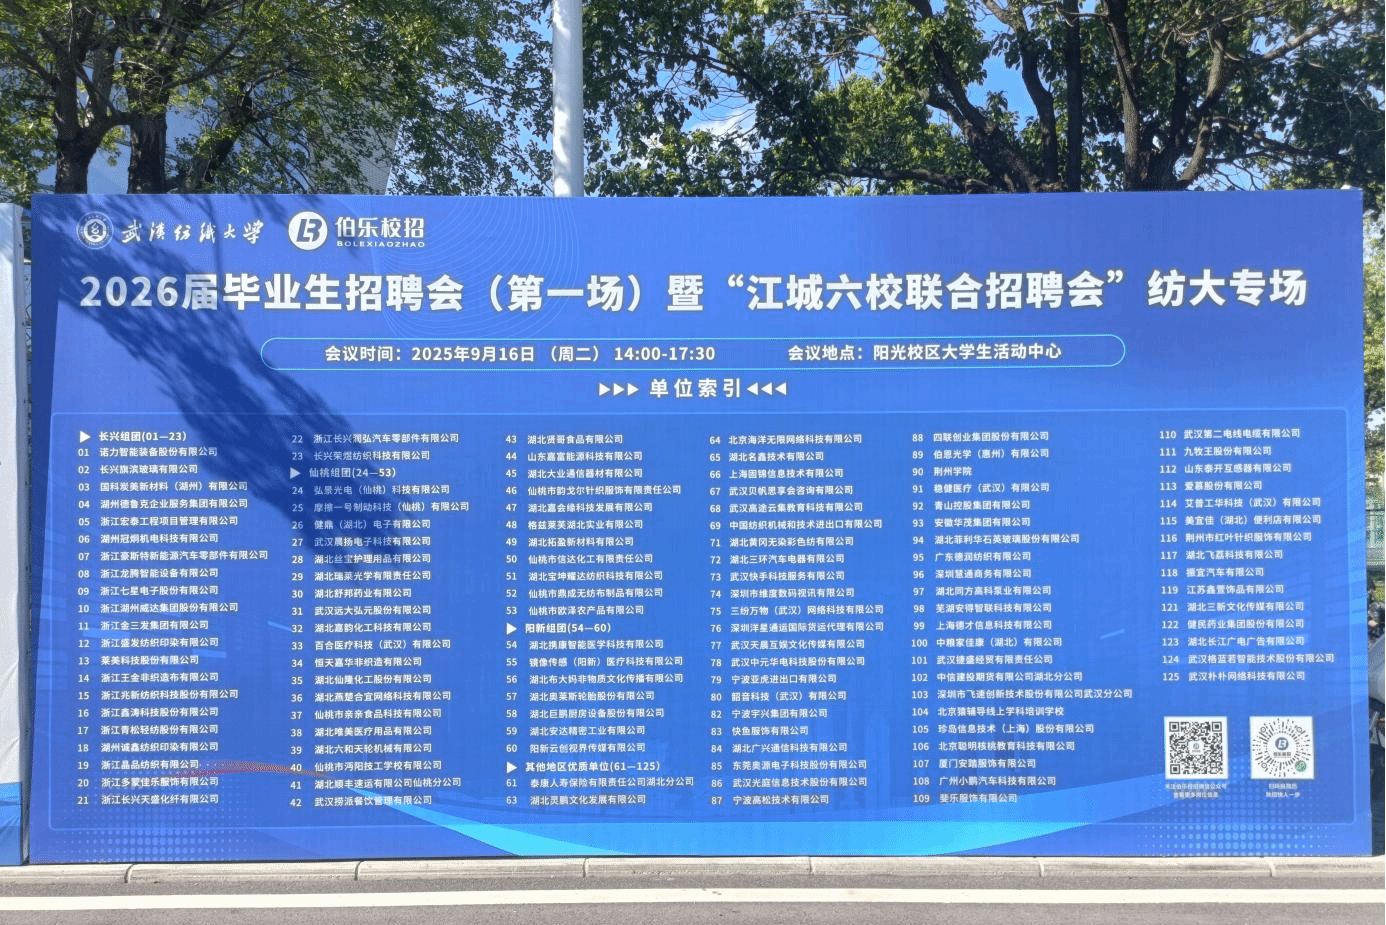 武汉纺织大学
伯乐校招
BOLEXIAOZHAO
2026届毕业生招聘会（第一场）暨“江城六校联合招聘会”纺大专场
会议时间：2025年9月16日（周二）14:00-17:30 会议地点：阳光校区大学生活动中心
单位索引
长兴组团(01—23)
01 诺力智能装备股份有限公司
02 长兴旗滨玻璃有限公司
03 国科炭美新材料（湖州）有限公司
04 湖州德鲁克企业服务集团有限公司
05 浙江宏泰工程项目管理有限公司
06 湖州冠炯机电科技有限公司
07 浙江豪斯特新能源汽车零部件有限公司
08 浙江龙腾智能设备有限公司
09 浙江七星电子股份有限公司
10 浙江湖州威达集团股份有限公司
11 浙江金三发集团有限公司
12 浙江盛发纺织印染有限公司
13 莱美科技股份有限公司
14 浙江王金非织造布有限公司
15 浙江兆新纺织科技股份有限公司
16 浙江鑫涛科技股份有限公司
17 浙江青松轻纺股份有限公司
18 湖州诚鑫纺织印染有限公司
19 浙江晶品纺织有限公司
20 浙江多蒙佳乐服饰有限公司
21 浙江长兴天盛化纤有限公司
22 浙江长兴润弘汽车零部件有限公司
23 长兴荣煜纺织科技有限公司
仙桃组团(24—53)
24 弘景光电（仙桃）科技有限公司
25 摩擦一号制动科技（仙桃）有限公司
26 健鼎（湖北）电子有限公司
27 武汉晨扬电子科技有限公司
28 湖北丝宝护理用品有限公司
29 湖北瑞莱光学有限责任公司
30 湖北舒邦药业有限公司
31 武汉远大弘元股份有限公司
32 湖北嘉韵化工科技有限公司
33 百合医疗科技（武汉）有限公司
34 恒天嘉华非织造有限公司
35 湖北仙隆化工股份有限公司
36 湖北燕楚合宜网络科技有限公司
37 仙桃市亲亲食品科技有限公司
38 湖北唯美医疗用品有限公司
39 湖北六和天轮机械有限公司
40 仙桃市沔阳技工学校有限公司
41 湖北顺丰速运有限公司仙桃分公司
42 武汉捞派餐饮管理有限公司
43 湖北贤哥食品有限公司
44 山东嘉富能源科技有限公司
45 湖北大业通信器材有限公司
46 仙桃市韵戈尔针织服饰有限责任公司
47 湖北嘉会缘科技发展有限公司
48 格兹莱芙湖北实业有限公司
49 湖北拓盈新材料有限公司
50 仙桃市信达化工有限责任公司
51 湖北宝坤耀达纺织科技有限公司
52 仙桃市鼎成无纺布制品有限公司
53 仙桃市欧泽农产品有限公司
阳新组团(54—60)
54 湖北携康智能医学科技有限公司
55 镜像传感（阳新）医疗科技有限公司
56 湖北布大妈非物质文化传播有限公司
57 湖北奥莱斯轮胎股份有限公司
58 湖北巨鹏厨房设备股份有限公司
59 湖北安达精密工业有限公司
60 阳新云创视界传媒有限公司
其他地区优质单位(61—125)
61 泰康人寿保险有限责任公司湖北分公司
63 湖北灵鹏文化发展有限公司
64 北京海洋无限网络科技有限公司
65 湖北名鑫技术有限公司
66 上海固锦信息技术有限公司
67 武汉贝帆思享会咨询有限公司
68 武汉高途云集教育科技有限公司
69 中国纺织机械和技术进出口有限公司
71 湖北黄冈无染彩色纺有限公司
72 湖北三环汽车电器有限公司
73 武汉快手科技服务有限公司
74 深圳市维度数码视讯有限公司
75 三纷万物（武汉）网络科技有限公司
76 深圳洋星通运国际货运代理有限公司
77 武汉天晨互娱文化传媒有限公司
78 武汉中元华电科技股份有限公司
79 宁波亚虎进出口有限公司
80 韶音科技（武汉）有限公司
82 宁波宇兴集团有限公司
83 快鱼服饰有限公司
84 湖北广兴通信科技有限公司
85 东莞奥源电子科技股份有限公司
86 武汉光庭信息技术股份有限公司
87 宁波高松技术有限公司
88 四联创业集团股份有限公司
89 伯恩光学（惠州）有限公司
90 荆州学院
91 稳健医疗（武汉）有限公司
92 青山控股集团有限公司
93 安徽华茂集团有限公司
94 湖北菲利华石英玻璃股份有限公司
95 广东德润纺织有限公司
96 深圳慧通商务有限公司
97 湖北同方高科泵业有限公司
98 芜湖安得智联科技有限公司
99 上海德才信息科技有限公司
100 中粮家佳康（湖北）有限公司
101 武汉捷盛经贸有限责任公司
102 中信建投期货有限公司湖北分公司
103 深圳市飞速创新技术股份有限公司武汉分公司
104 北京猿辅导线上学科培训学校
105 珍岛信息技术（上海）股份有限公司
106 北京聪明核桃教育科技有限公司
107 厦门安踏服饰有限公司
108 广州小鹏汽车科技有限公司
109 斐乐服饰有限公司
110 武汉第二电线电缆有限公司
111 九牧王股份有限公司
112 山东泰开互感器有限公司
113 爱慕股份有限公司
114 艾普工华科技（武汉）有限公司
115 美宜佳（湖北）便利店有限公司
116 荆州市红叶针织服饰有限公司
117 湖北飞荔科技有限公司
118 振宜汽车有限公司
119 江苏鑫萱饰品有限公司
121 湖北三新文化传媒有限公司
122 健民药业集团股份有限公司
123 湖北长江广电广告有限公司
124 武汉格蓝若智能技术股份有限公司
125 武汉朴朴网络科技有限公司